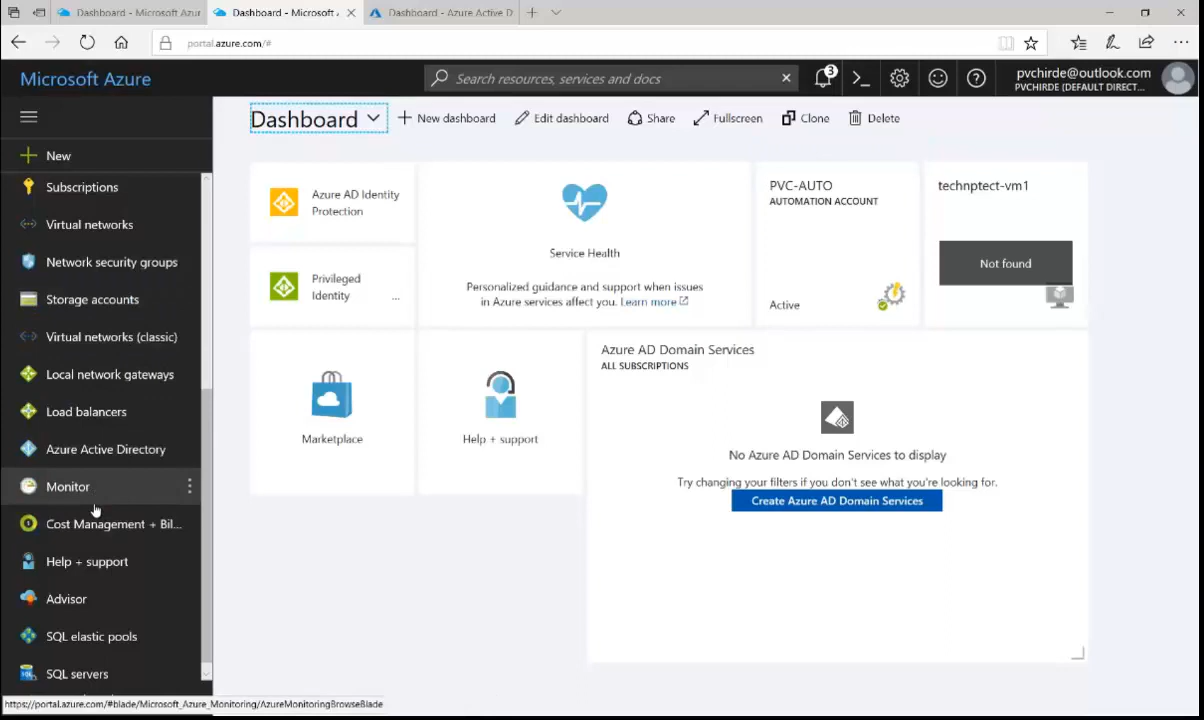 Dashboard - Microsoft Azur
Dashboard - Microsoft A
Dashboard - Azure Active D
portal.azure.com/#
Microsoft Azure
Search resources, services and docs
3
pvchirde@outlook.com
PVCHIRDE (DEFAULT DIRECT...
Dashboard
New dashboard
Edit dashboard
Share
Fullscreen
Clone
Delete
New
Subscriptions
Virtual networks
Network security groups
Storage accounts
Virtual networks (classic)
Local network gateways
Load balancers
Azure Active Directory
Monitor
Cost Management + Bil...
Help + support
Advisor
SQL elastic pools
SQL servers
Azure AD Identity
Protection
Privileged
Identity
...
Service Health
Personalized guidance and support when issues
in Azure services affect you. Learn more
PVC-AUTO
AUTOMATION ACCOUNT
Active
technptect-vm1
Not found
Marketplace
Help + support
Azure AD Domain Services
ALL SUBSCRIPTIONS
No Azure AD Domain Services to display
Try changing your filters if you don't see what you're looking for.
Create Azure AD Domain Services
https://portal.azure.com/#blade/Microsoft_Azure_Monitoring/AzureMonitoringBrowseBlade